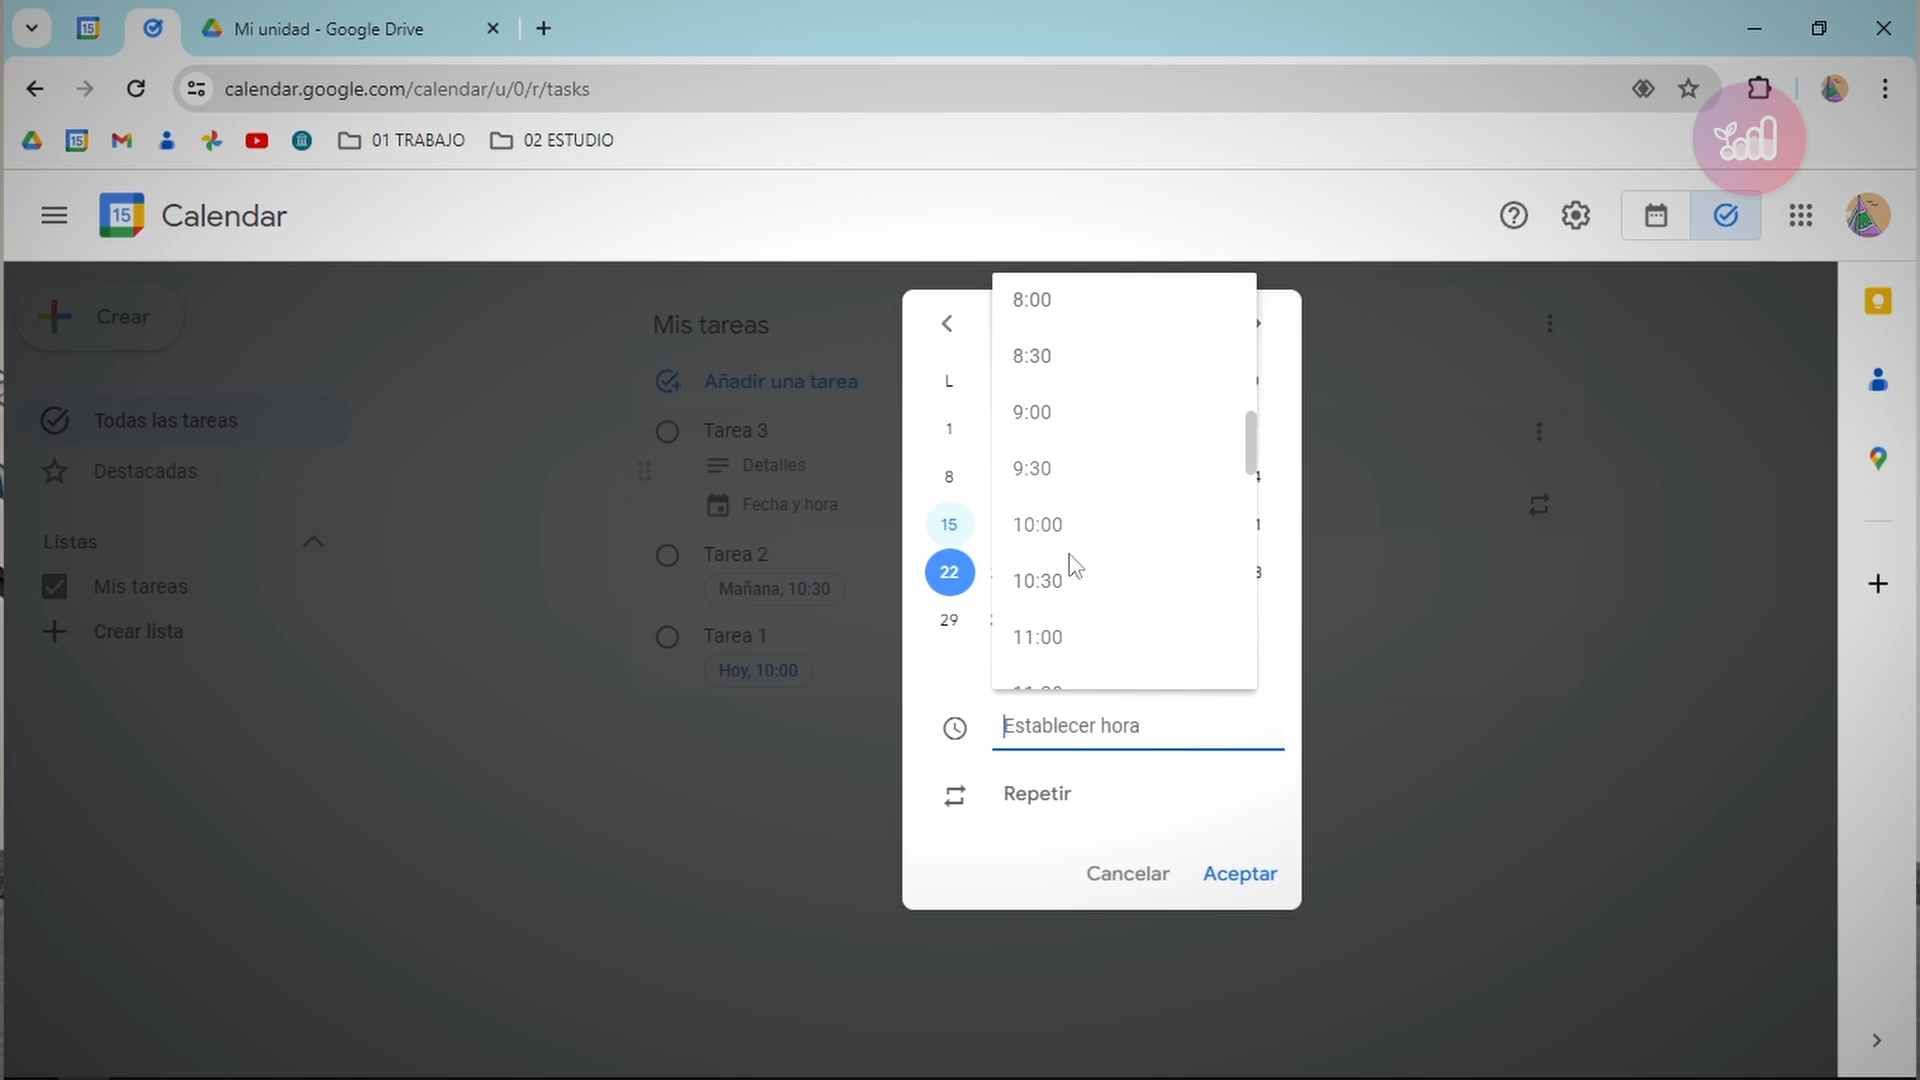 Mi unidad - Google Drive
calendar.google.com/calendar/u/0/r/tasks
01 TRABAJO
02 ESTUDIO
15
Calendar
Crear
Todas las tareas
Destacadas
Listas
Mis tareas
Crear lista
Mis tareas
Añadir una tarea
Tarea 3
Detalles
Fecha y hora
Tarea 2
Mañana, 10:30
Tarea 1
Hoy, 10:00
L
1
8
15
22
29
8:00
8:30
9:00
9:30
10:00
10:30
11:00
Establecer hora
Repetir
Cancelar
Aceptar